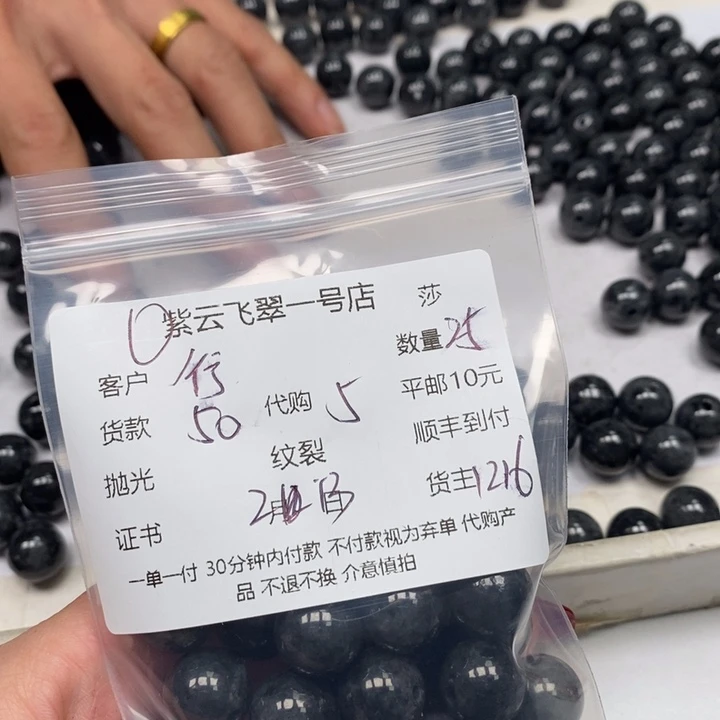 紫云飞翠一号店 莎
数量 25
客户 行
货款 50 代购 5 平邮10元
顺丰到付
纹裂
抛光 货主1216
证书
一单一付 30分钟内付款 不付款视为弃单 代购产
品 不退不换 介意慎拍